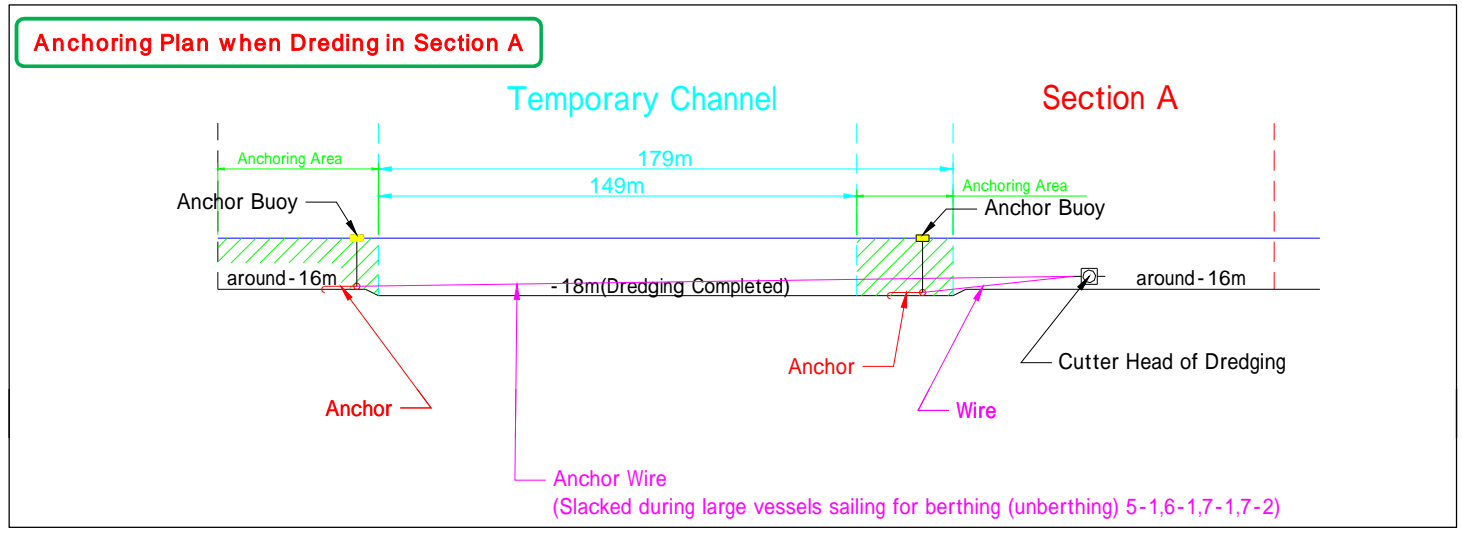 Anchoring Plan when Dreding in Section A
Temporary Channel
Section A
Anchoring Area
179m
149m
Anchoring Area
Anchor Buoy
Anchor Buoy
around-16m
-18m(Dredging Completed)
around-16m
Anchor
Cutter Head of Dredging
Anchor
Wire
Anchor Wire
(Slacked during large vessels sailing for berthing (unberthing) 5-1,6-1,7-1,7-2)